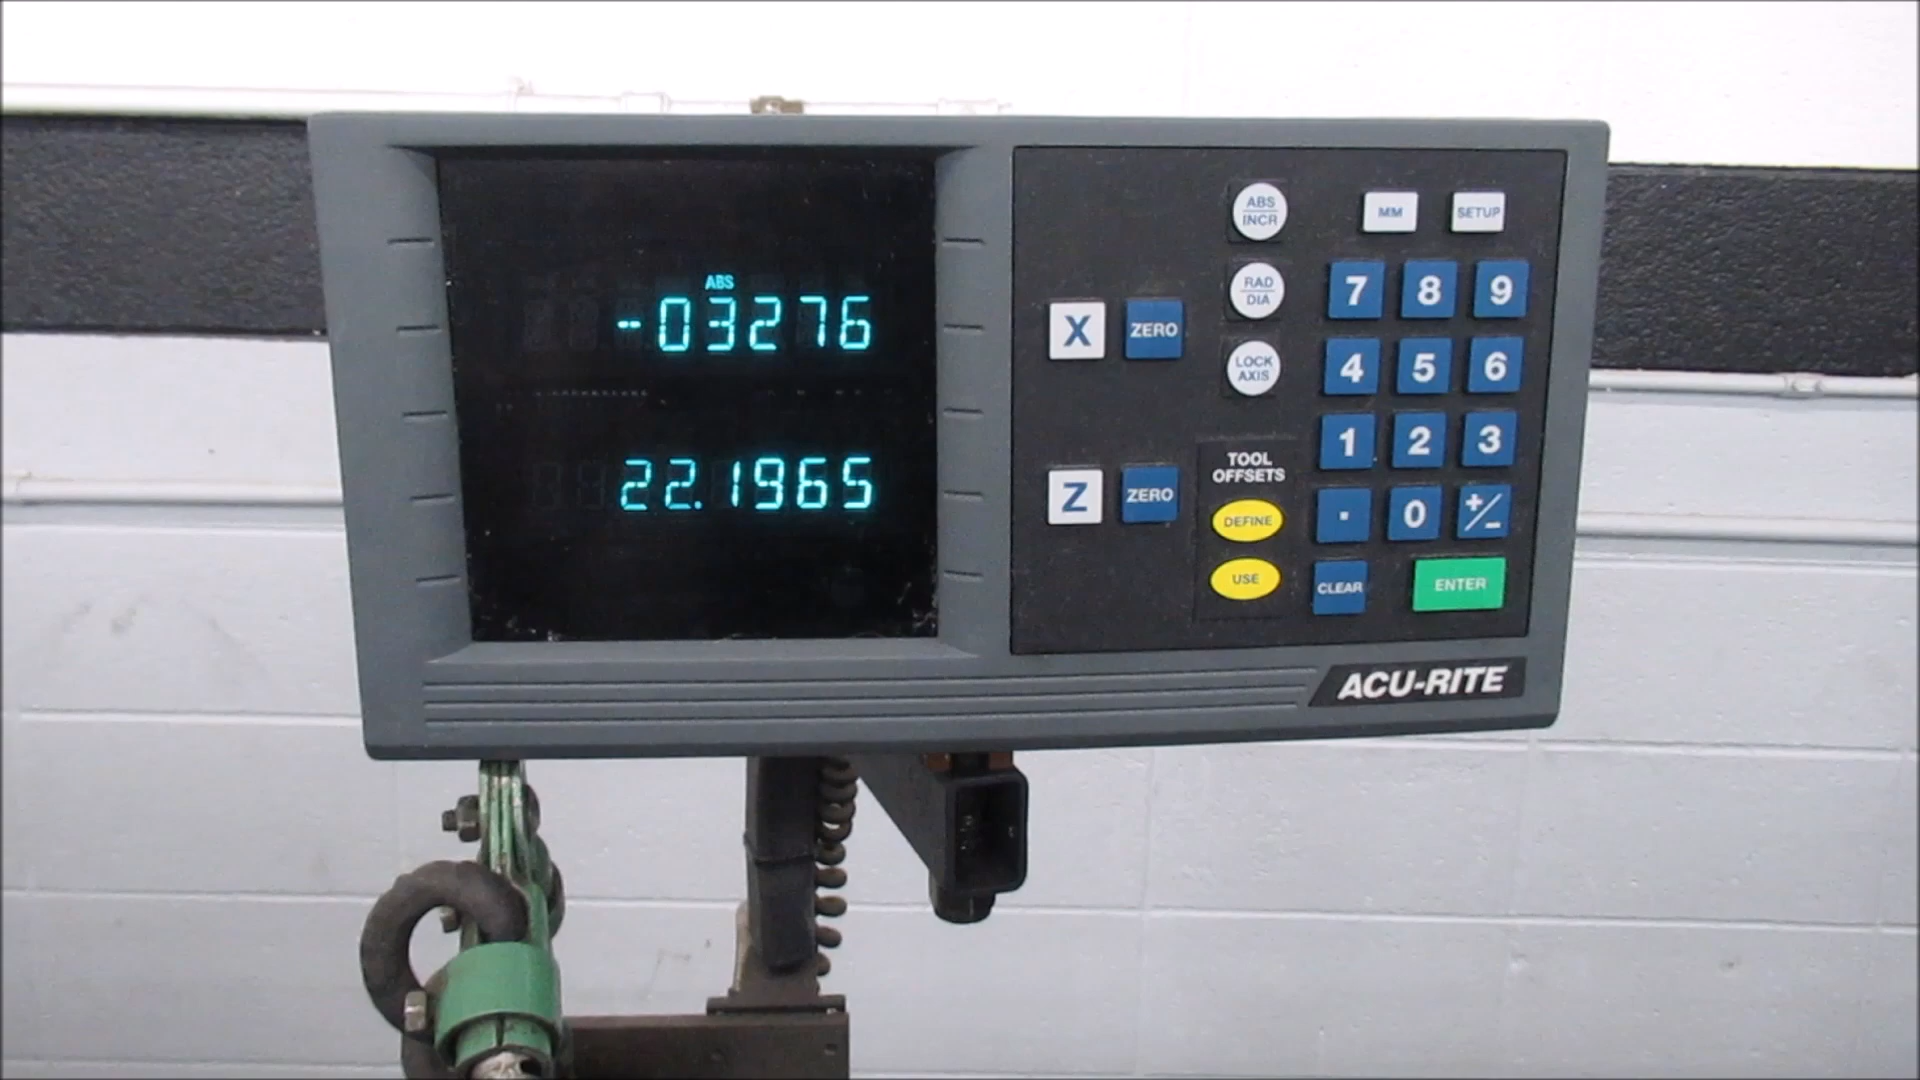 ABS
-03276
22.1965
X
ZERO
Z
ZERO
ABS
INCR
RAD
DIA
LOCK
AXIS
TOOL
OFFSETS
DEFINE
USE
MM
SETUP
7
8
9
4
5
6
1
2
3
.
0
+/-
CLEAR
ENTER
ACU-RITE